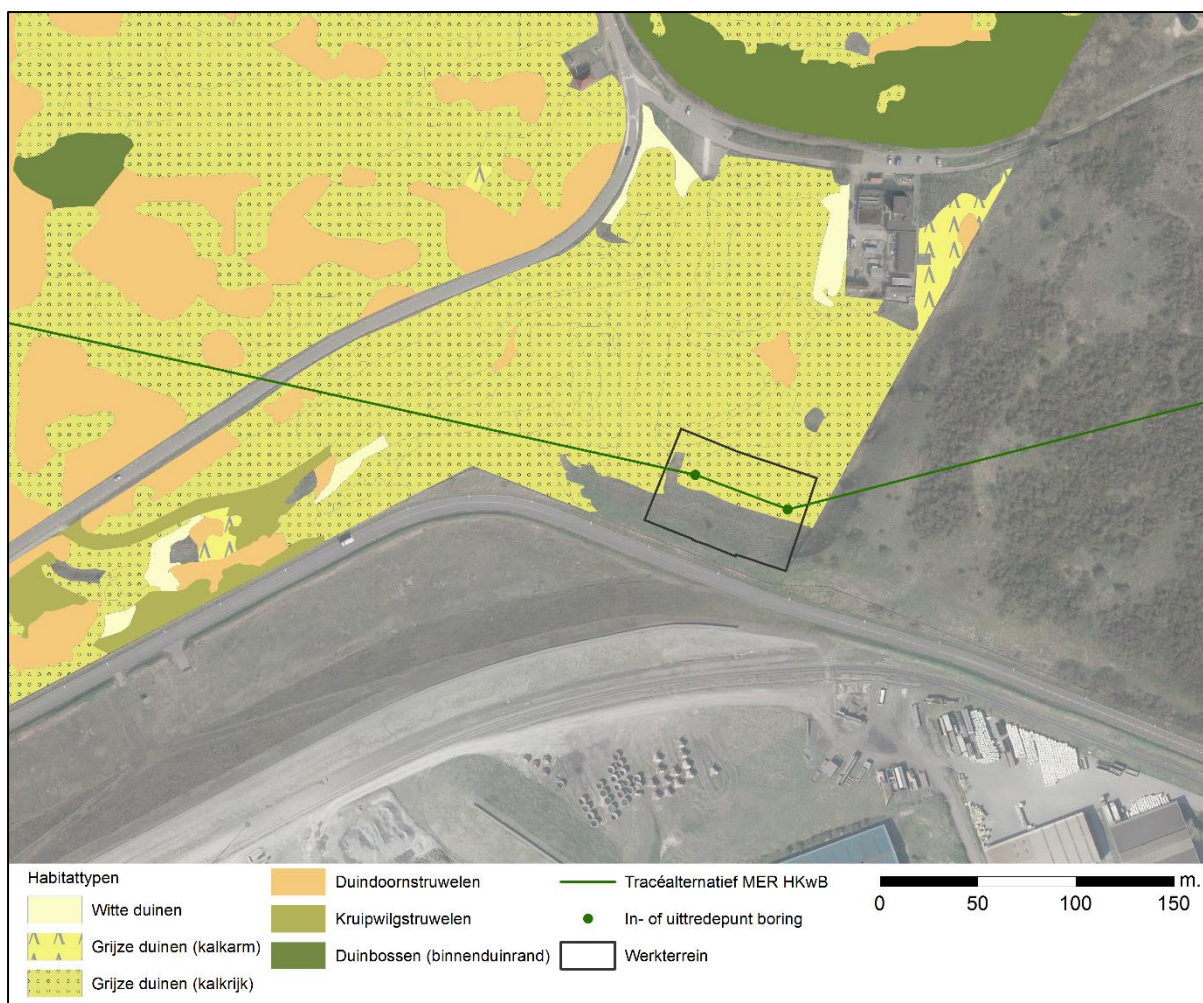 Habitattypen
Witte duinen
Grijze duinen (kalkarm)
Grijze duinen (kalkrijk)
Duindoornstruwelen
Kruipwilgstruwelen
Duinbossen (binnenduinrand)
Tracéalternatief MER HKwB
In- of uittredepunt boring
Werkterrein
m.
0 50 100 150